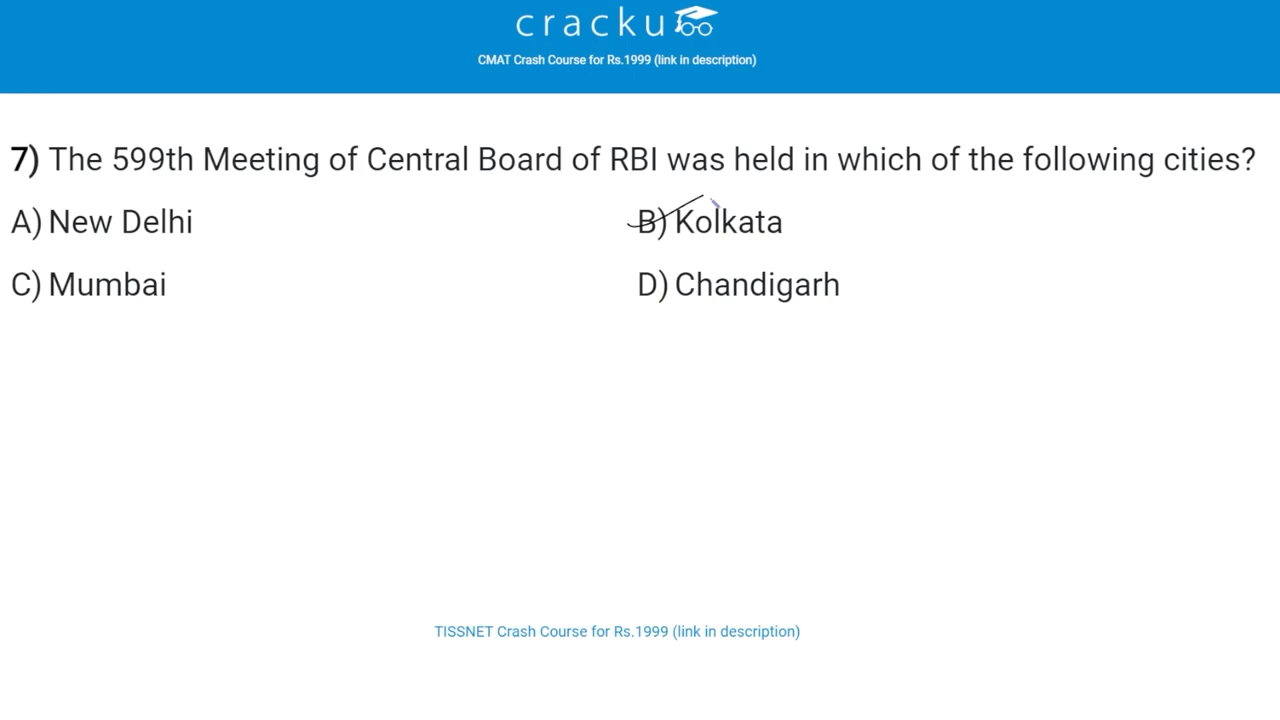 cracku
CMAT Crash Course for Rs.1999 (link in description)
7) The 599th Meeting of Central Board of RBI was held in which of the following cities?
A) New Delhi
B) Kolkata
C) Mumbai
D) Chandigarh
TISSNET Crash Course for Rs.1999 (link in description)